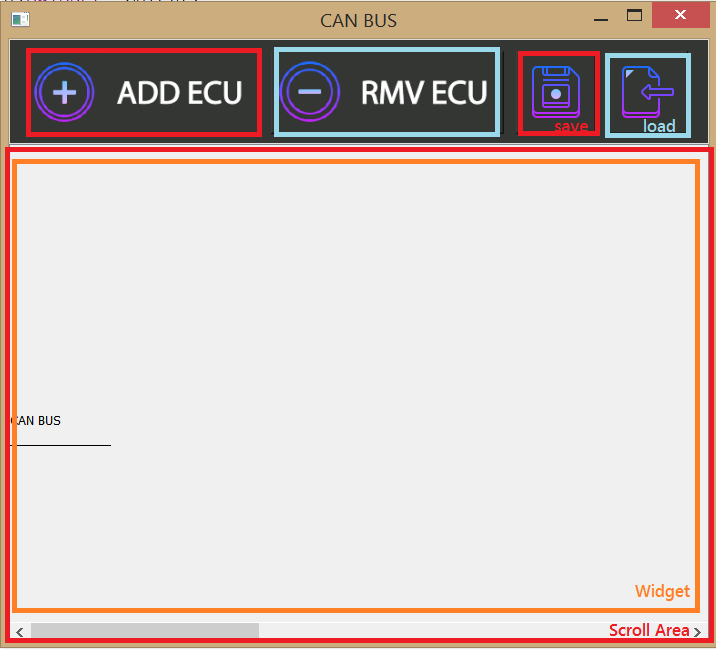 CAN BUS
ADD ECU
RMV ECU
save
load
CAN BUS
Widget
Scroll Area